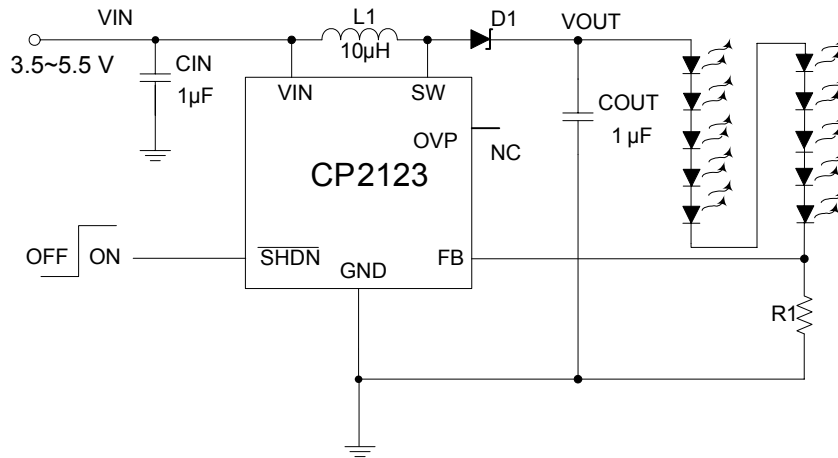 VIN
L1
D1
VOUT
3.5~5.5 V
CIN
1µF
10µH
VIN
SW
COUT
1 µF
OVP
NC
CP2123
OFF
ON
SHDN
GND
FB
R1